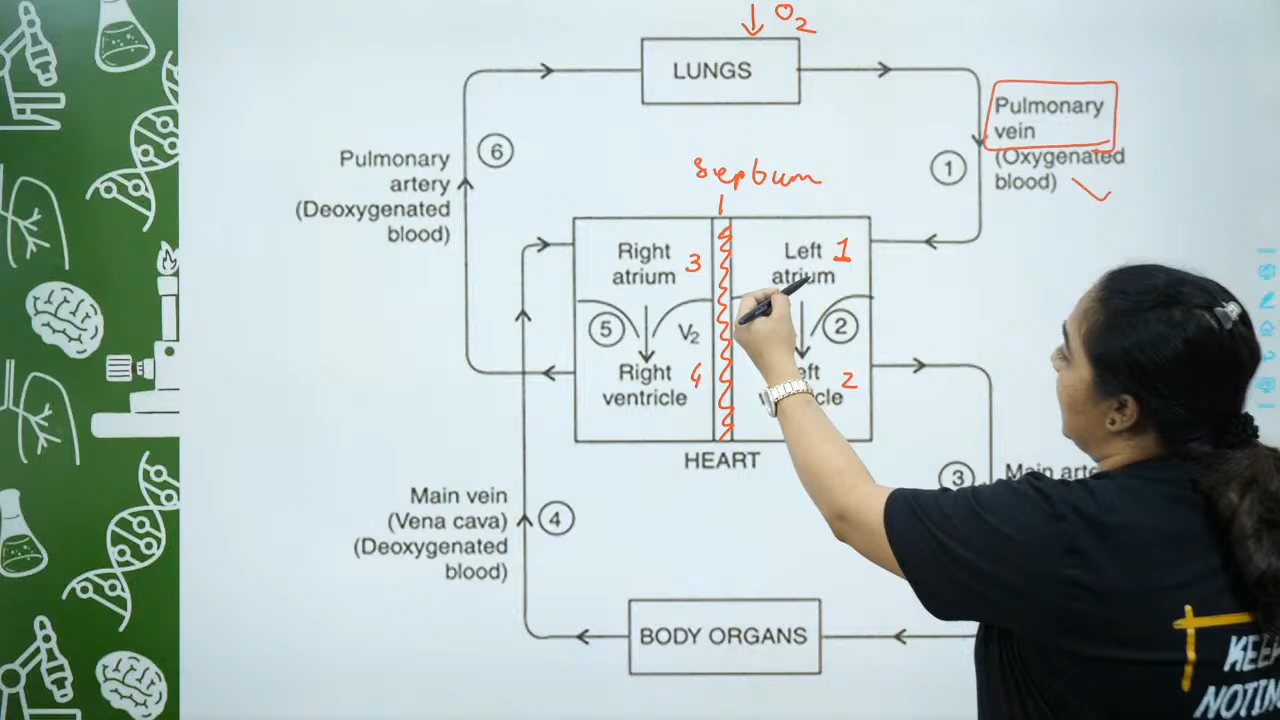 O2
LUNGS
Pulmonary
vein
(Oxygenated
blood)
1
6
Pulmonary
artery
(Deoxygenated
blood)
Septum
Right
atrium
3
Left
atrium
1
5
V2
2
Right
ventricle
4
2
HEART
3
Main
Main vein
(Vena cava)
(Deoxygenated
blood)
4
BODY ORGANS
KEEP